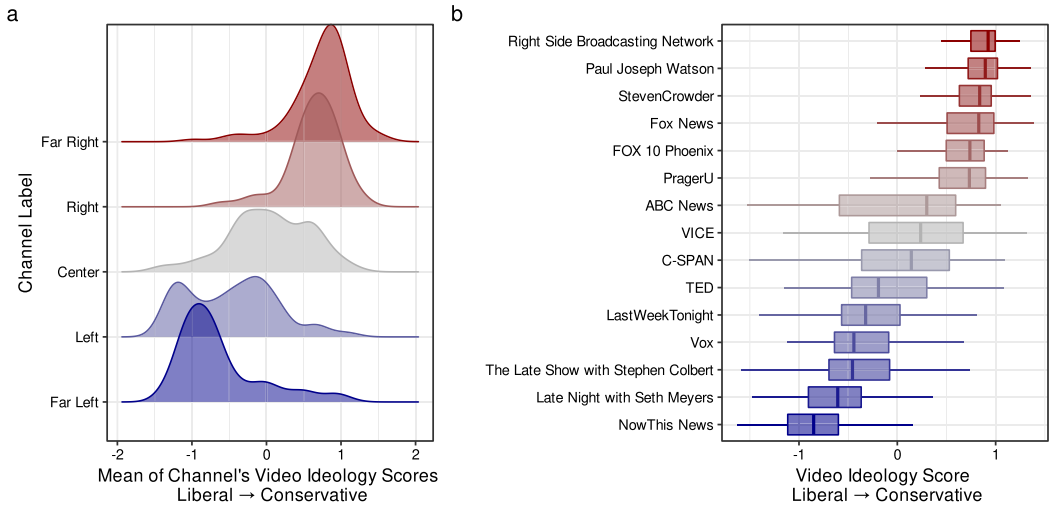 a
Channel Label
Far Right
Right
Center
Left
Far Left
-2 -1 0 1 2
Mean of Channel's Video Ideology Scores
Liberal → Conservative
b
Right Side Broadcasting Network
Paul Joseph Watson
StevenCrowder
Fox News
FOX 10 Phoenix
PragerU
ABC News
VICE
C-SPAN
TED
LastWeekTonight
Vox
The Late Show with Stephen Colbert
Late Night with Seth Meyers
NowThis News
-1 0 1
Video Ideology Score
Liberal → Conservative